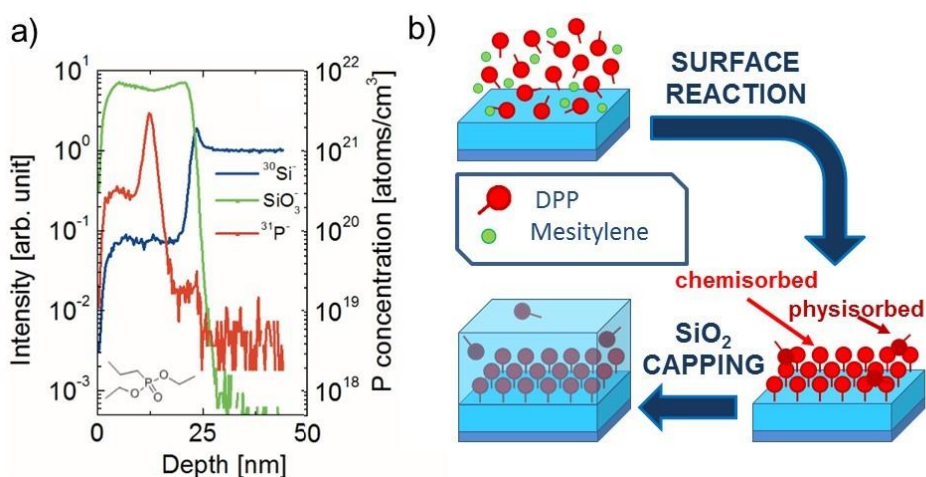 a)
Intensity [arb. unit]
10¹
10⁰
10⁻¹
10⁻²
10⁻³
10²²
10²¹
10²⁰
10¹⁹
10¹⁸
P concentration [atoms/cm³]
³⁰Si⁻
SiO₃⁻
³¹P⁻
P
O
O
O
0
25
50
Depth [nm]
b)
SURFACE
REACTION
DPP
Mesitylene
chemisorbed
physisorbed
SiO₂
CAPPING